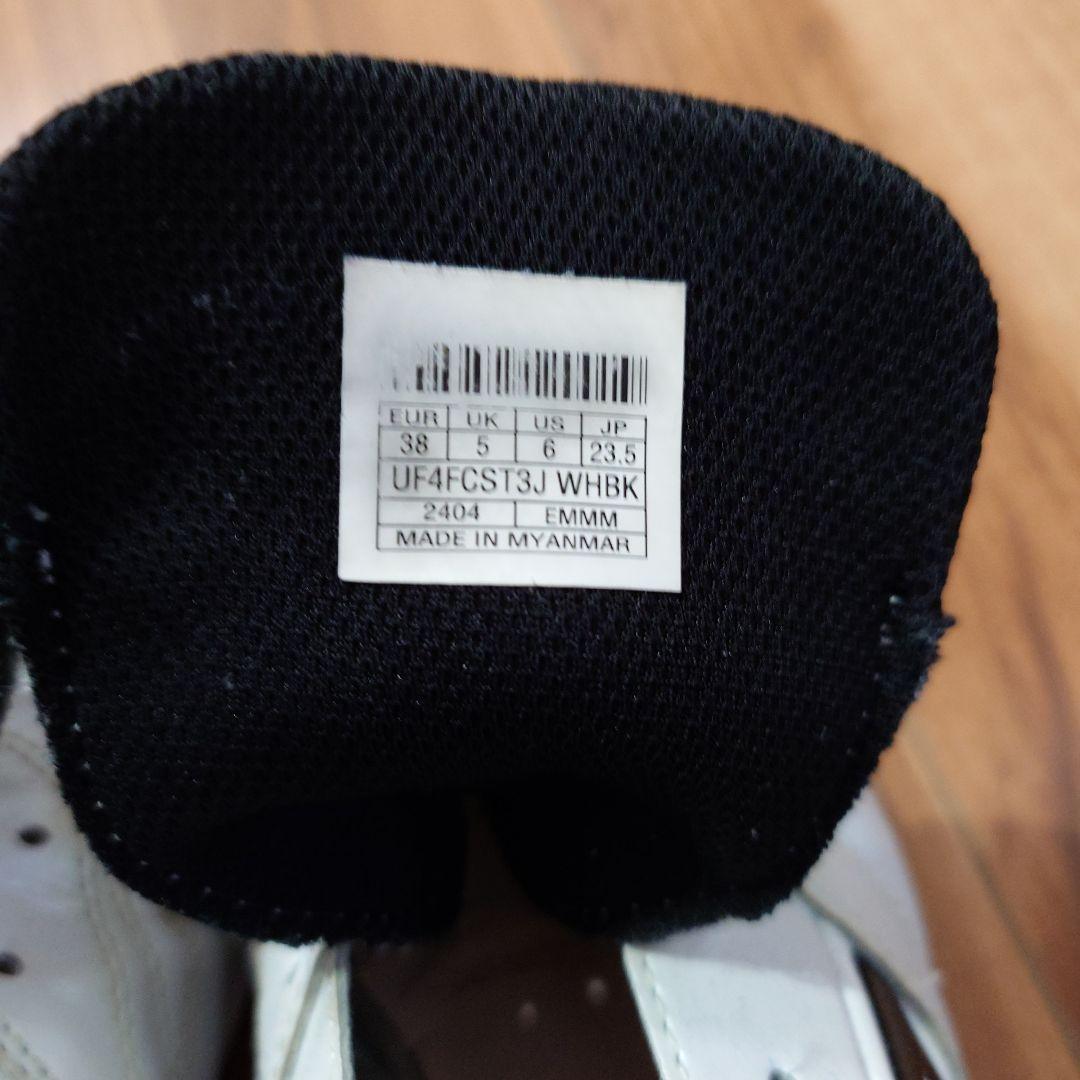 EUR UK US JP
38 5 6 23.5
UF4FCST3J WHBK
2404 EMMM
MADE IN MYANMAR